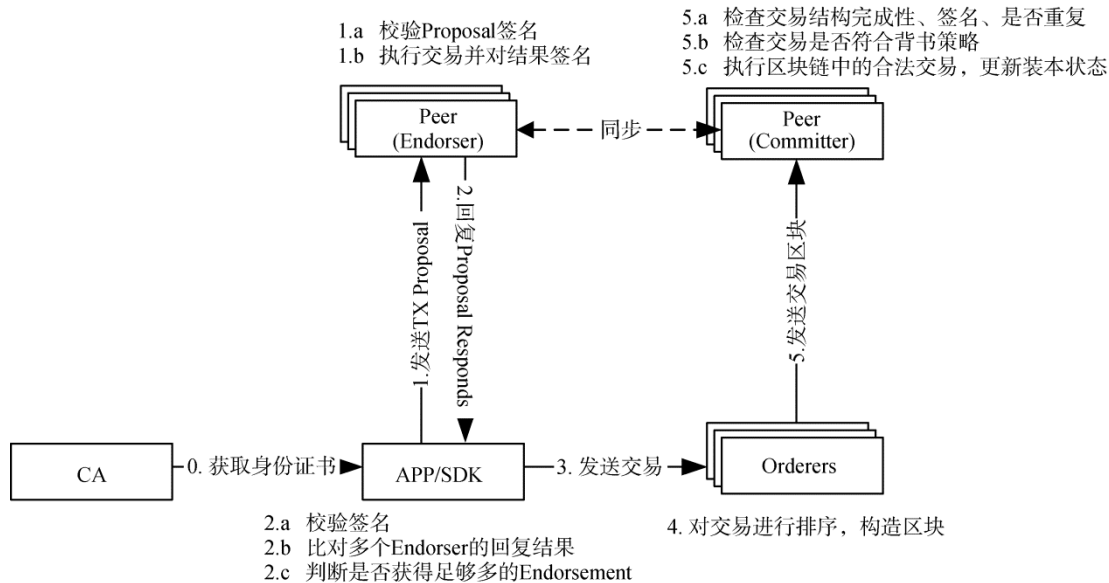 1.a 校验Proposal签名
1.b 执行交易并对结果签名
5.a 检查交易结构完成性、签名、是否重复
5.b 检查交易是否符合背书策略
5.c 执行区块链中的合法交易，更新装本状态
Peer
(Endorser)
同步
Peer
(Committer)
1.发送TX Proposal
2.回复Proposal Responds
5.发送交易区块
CA
0. 获取身份证书
APP/SDK
3. 发送交易
Orderers
2.a 校验签名
2.b 比对多个Endorser的回复结果
2.c 判断是否获得足够多的Endorsement
4. 对交易进行排序，构造区块